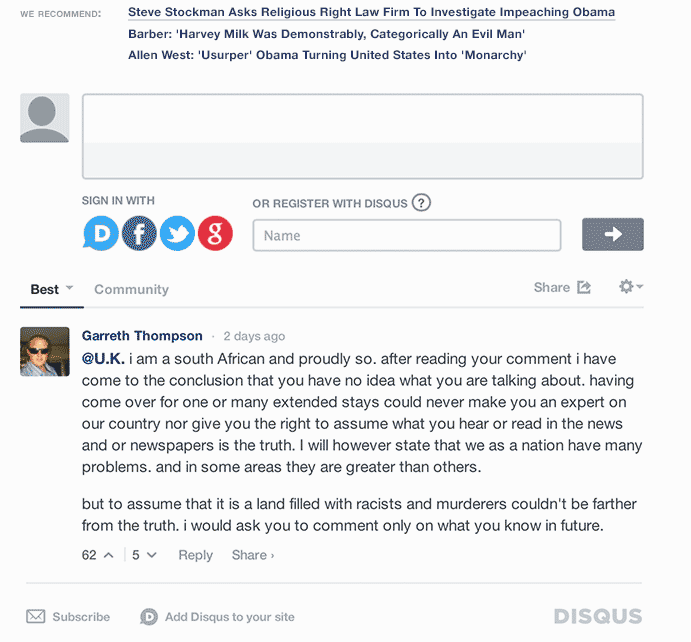 WE RECOMMEND:
Steve Stockman Asks Religious Right Law Firm To Investigate Impeaching Obama
Barber: 'Harvey Milk Was Demonstrably, Categorically An Evil Man'
Allen West: 'Usurper' Obama Turning United States Into 'Monarchy'
SIGN IN WITH
OR REGISTER WITH DISQUS ?
D f g
Name
Best Community
Share
Garreth Thompson · 2 days ago
@U.K. i am a south African and proudly so. after reading your comment i have
come to the conclusion that you have no idea what you are talking about. having
come over for one or many extended stays could never make you an expert on
our country nor give you the right to assume what you hear or read in the news
and or newspapers is the truth. I will however state that we as a nation have many
problems. and in some areas they are greater than others.
but to assume that it is a land filled with racists and murderers couldn't be farther
from the truth. i would ask you to comment only on what you know in future.
62 5 Reply Share ›
Subscribe D Add Disqus to your site DISQUS